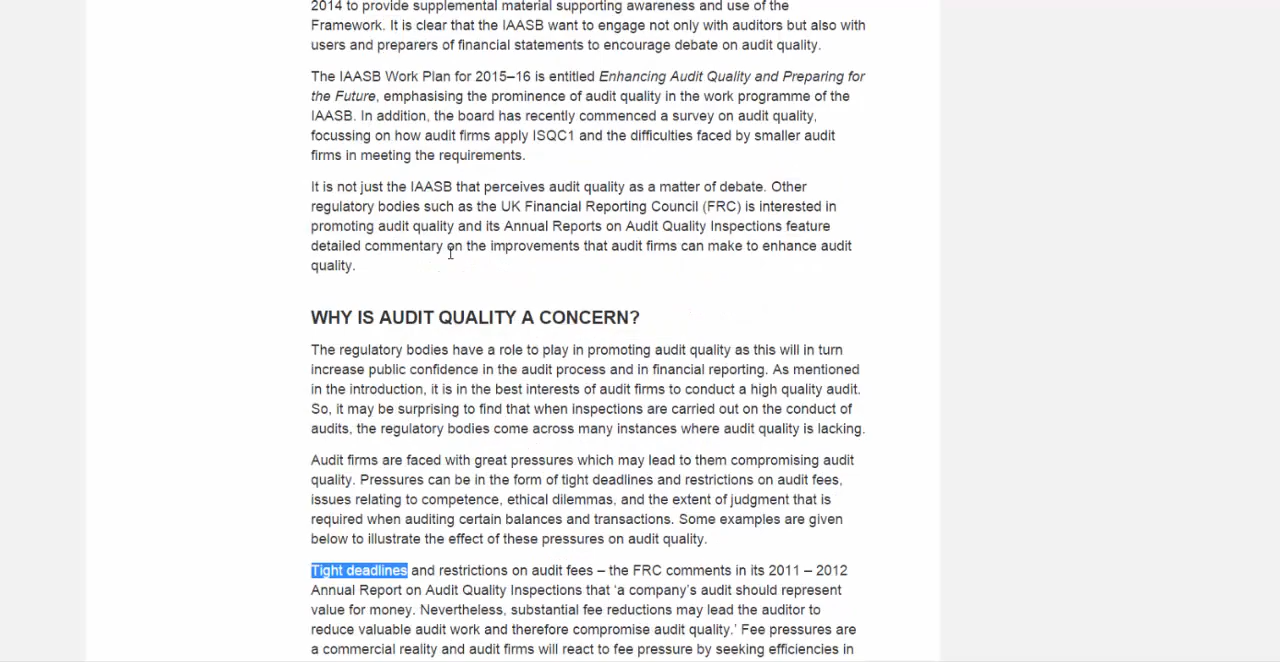 2014 to provide supplemental material supporting awareness and use of the
Framework. It is clear that the IAASB want to engage not only with auditors but also with
users and preparers of financial statements to encourage debate on audit quality.
The IAASB Work Plan for 2015–16 is entitled Enhancing Audit Quality and Preparing for
the Future, emphasising the prominence of audit quality in the work programme of the
IAASB. In addition, the board has recently commenced a survey on audit quality,
focussing on how audit firms apply ISQC1 and the difficulties faced by smaller audit
firms in meeting the requirements.
It is not just the IAASB that perceives audit quality as a matter of debate. Other
regulatory bodies such as the UK Financial Reporting Council (FRC) is interested in
promoting audit quality and its Annual Reports on Audit Quality Inspections feature
detailed commentary on the improvements that audit firms can make to enhance audit
quality.
WHY IS AUDIT QUALITY A CONCERN?
The regulatory bodies have a role to play in promoting audit quality as this will in turn
increase public confidence in the audit process and in financial reporting. As mentioned
in the introduction, it is in the best interests of audit firms to conduct a high quality audit.
So, it may be surprising to find that when inspections are carried out on the conduct of
audits, the regulatory bodies come across many instances where audit quality is lacking.
Audit firms are faced with great pressures which may lead to them compromising audit
quality. Pressures can be in the form of tight deadlines and restrictions on audit fees,
issues relating to competence, ethical dilemmas, and the extent of judgment that is
required when auditing certain balances and transactions. Some examples are given
below to illustrate the effect of these pressures on audit quality.
Tight deadlines and restrictions on audit fees – the FRC comments in its 2011 – 2012
Annual Report on Audit Quality Inspections that ‘a company’s audit should represent
value for money. Nevertheless, substantial fee reductions may lead the auditor to
reduce valuable audit work and therefore compromise audit quality.’ Fee pressures are
a commercial reality and audit firms will react to fee pressure by seeking efficiencies in